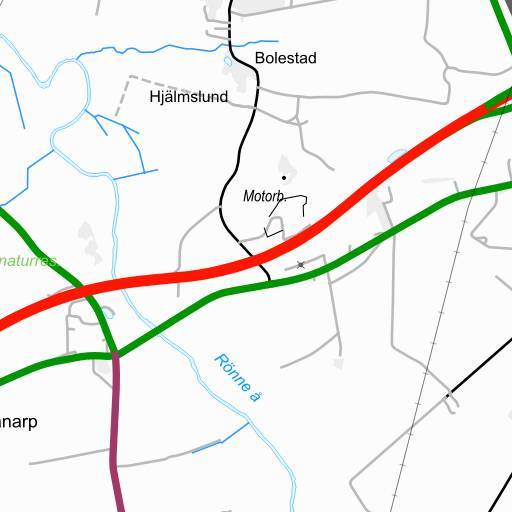 Bolestad
Hjälmslund
Motorb.
naturres
Rönne å
narp